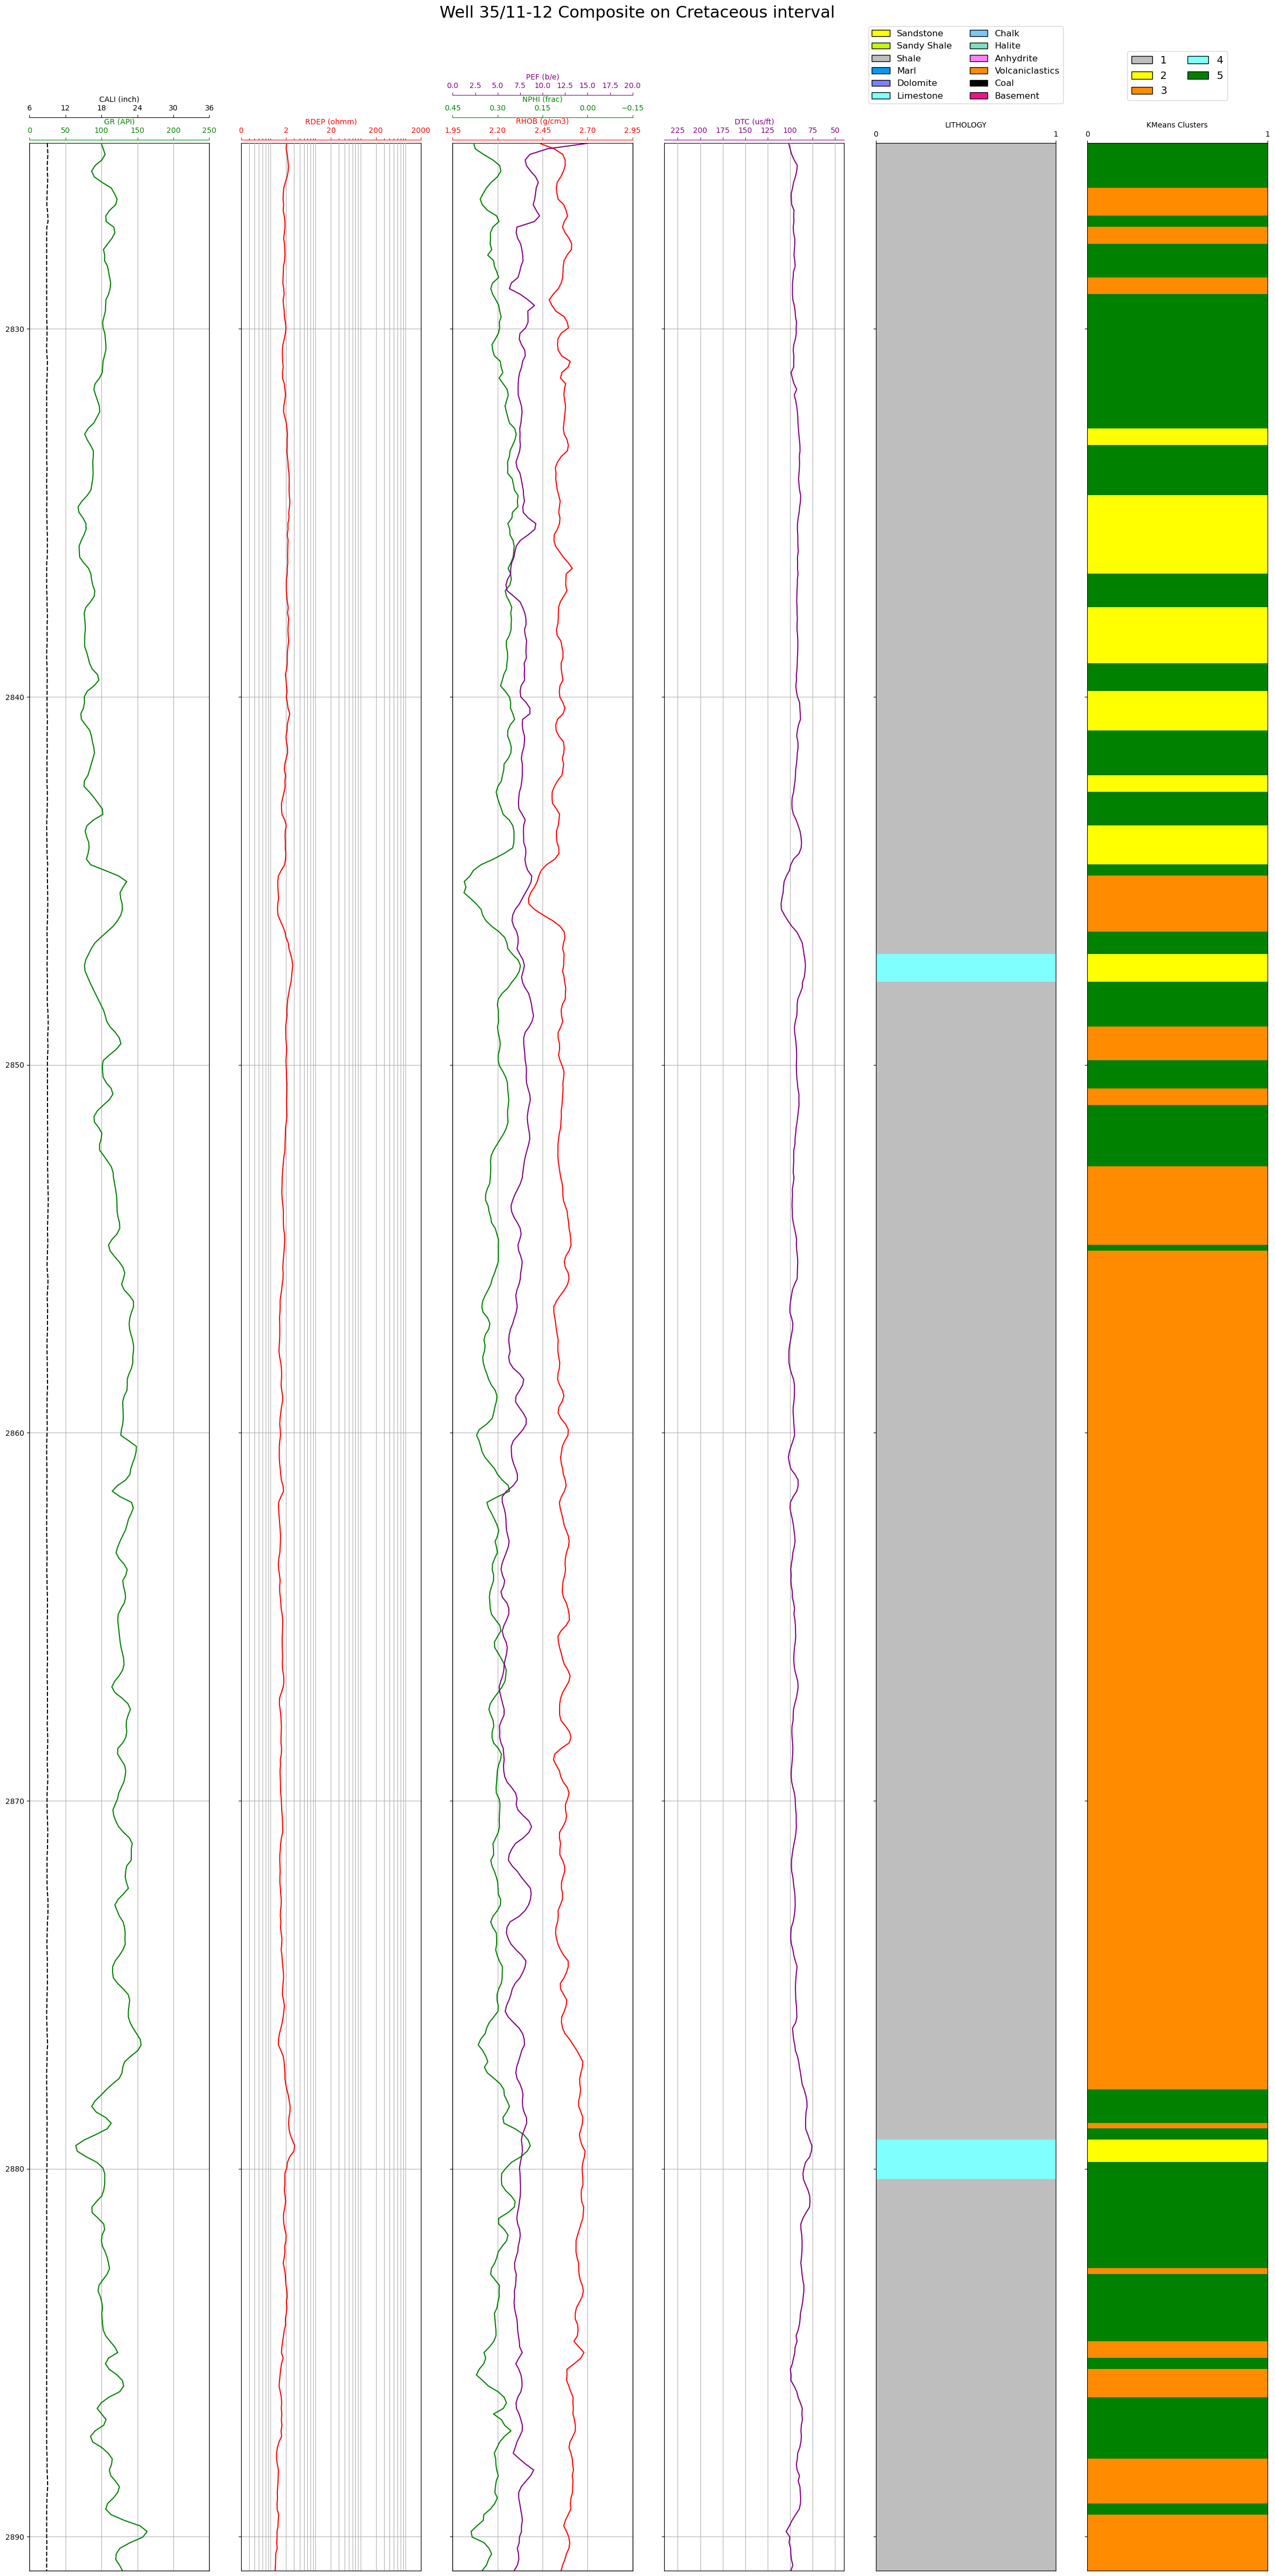 Well 35/11-12 Composite on Cretaceous interval
Sandstone Chalk
Sandy Shale Halite
Shale Anhydrite
Marl Volcaniclastics
Dolomite Coal
Limestone Basement
1 4
2 5
3
PEF (b/e)
0.0 2.5 5.0 7.5 10.0 12.5 15.0 17.5 20.0
CALI (inch) NPHI (frac)
6 12 18 24 30 36 0.45 0.30 0.15 0.00 −0.15
GR (API) RDEP (ohmm) RHOB (g/cm3) DTC (us/ft) LITHOLOGY KMeans Clusters
0 50 100 150 200 250 0 2 20 200 2000 1.95 2.20 2.45 2.70 2.95 225 200 175 150 125 100 75 50 0 1 0 1
2830
2840
2850
2860
2870
2880
2890